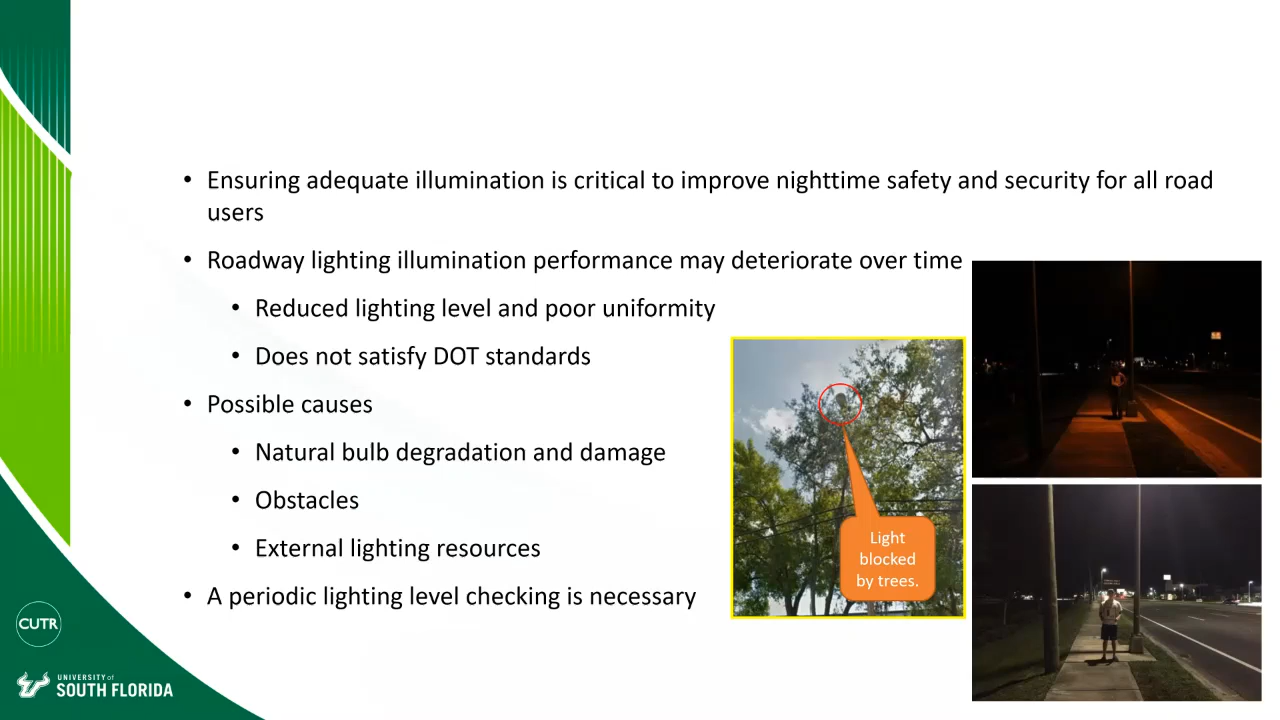 • Ensuring adequate illumination is critical to improve nighttime safety and security for all road
users
• Roadway lighting illumination performance may deteriorate over time
• Reduced lighting level and poor uniformity
• Does not satisfy DOT standards
• Possible causes
• Natural bulb degradation and damage
• Obstacles
• External lighting resources
• A periodic lighting level checking is necessary
Light
blocked
by trees.
CUTR
UNIVERSITY of
SOUTH FLORIDA